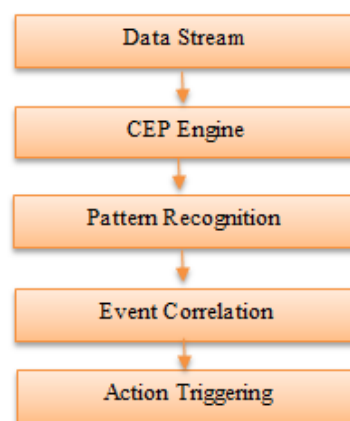 Data Stream
CEP Engine
Pattern Recognition
Event Correlation
Action Triggering